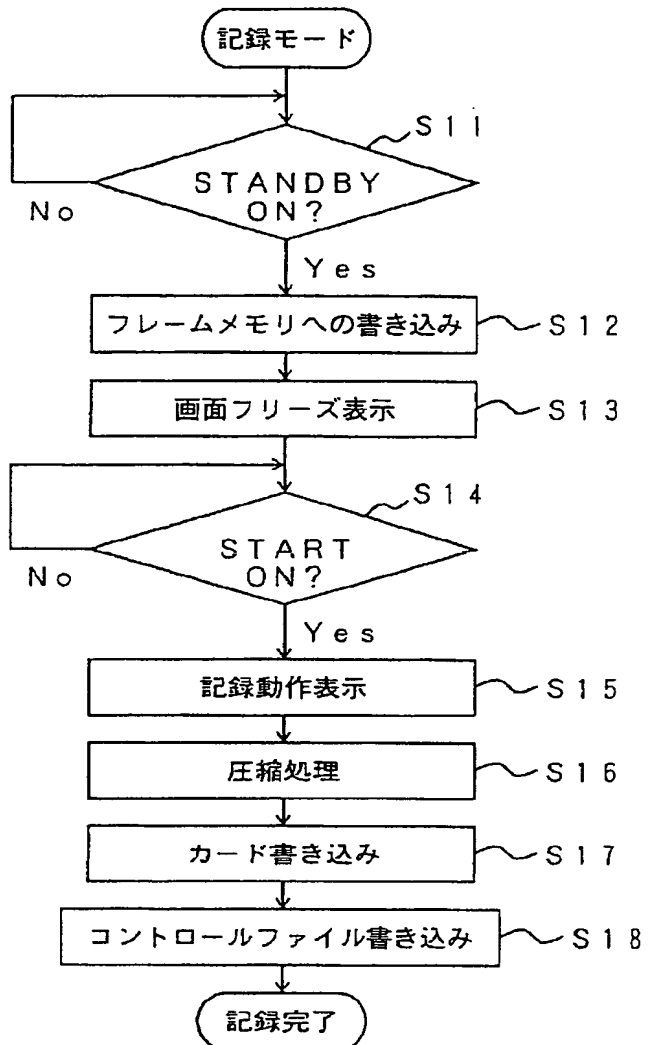 記録モード
S11
STANDBY
ON?
No
Yes
フレームメモリへの書き込み
S12
画面フリーズ表示
S13
S14
START
ON?
No
Yes
記録動作表示
S15
圧縮処理
S16
カード書き込み
S17
コントロールファイル書き込み
S18
記録完了